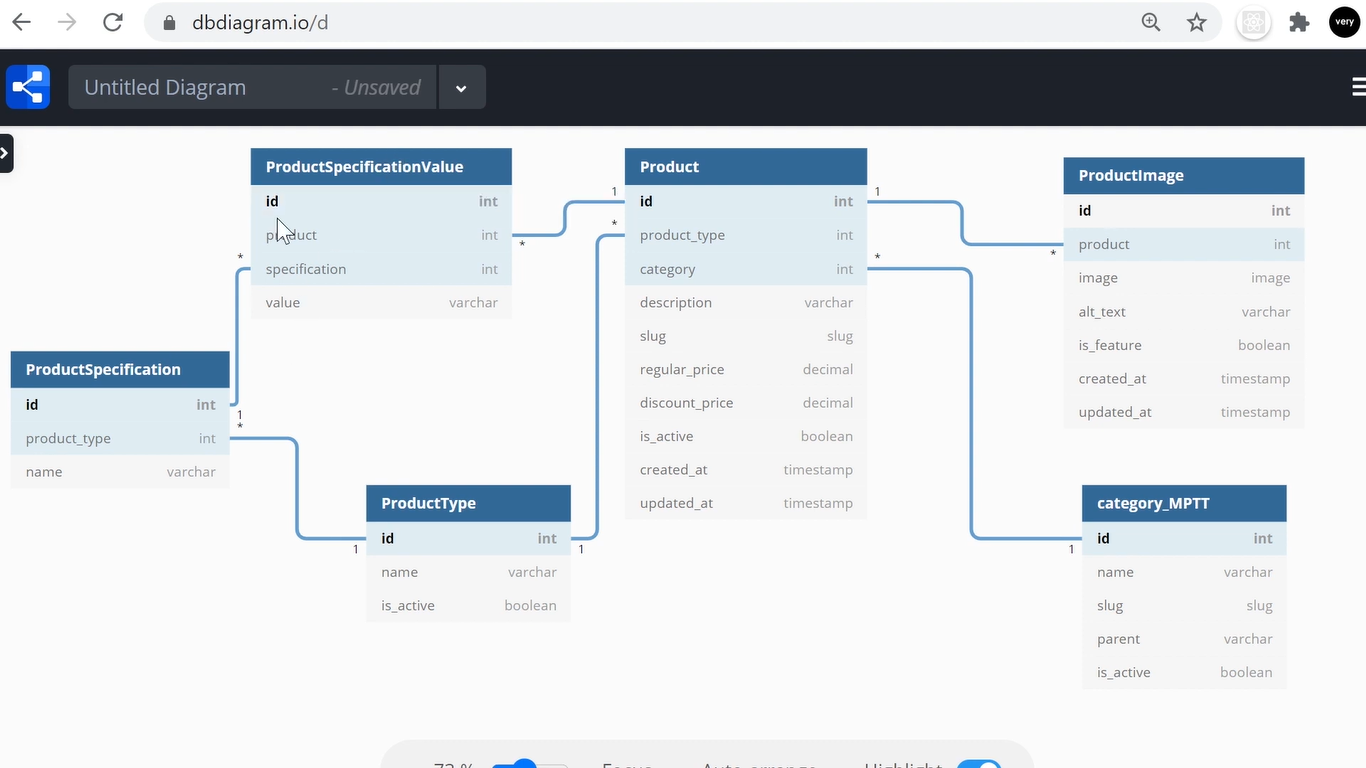 dbdiagram.io/d
very
Untitled Diagram - Unsaved
ProductSpecificationValue
id int
product int
specification int
value varchar
1
*
*
ProductSpecification
id int
product_type int
name varchar
1
*
ProductType
id int
name varchar
is_active boolean
1
1
Product
id int
product_type int
category int
description varchar
slug slug
regular_price decimal
discount_price decimal
is_active boolean
created_at timestamp
updated_at timestamp
*
1
*
ProductImage
id int
product int
image image
alt_text varchar
is_feature boolean
created_at timestamp
updated_at timestamp
*
category_MPTT
id int
name varchar
slug slug
parent varchar
is_active boolean
1
Focus Auto-arrange Highlight